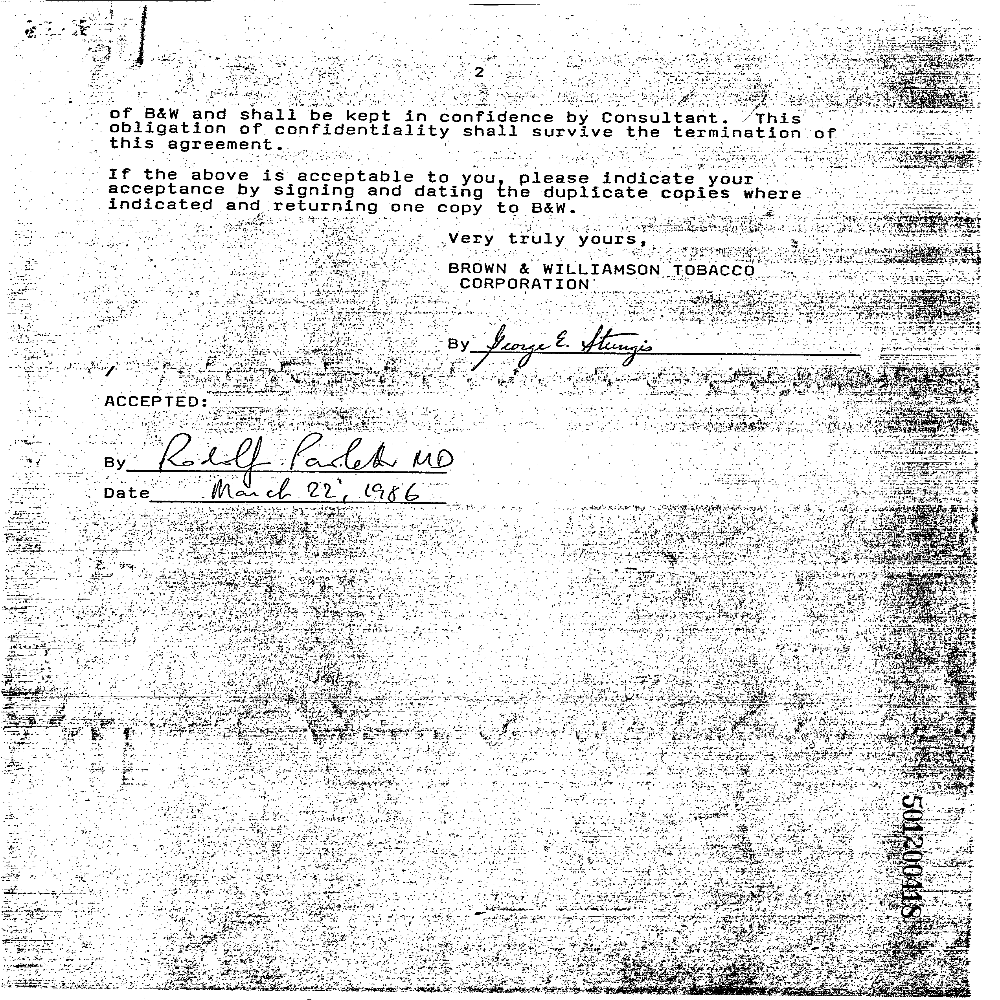 2
of B&W and shall be kept in confidence by Consultant. This
obligation of confidentiality shall survive the termination of
this agreement.
If the above is acceptable to you, please indicate your
acceptance by signing and dating the duplicate copies where
indicated and returning one copy to B&W.
Very truly yours,
BROWN & WILLIAMSON TOBACCO
CORPORATION
By George E. Stungis
ACCEPTED:
By Rodolf MD
Date March 22, 1986
501200418